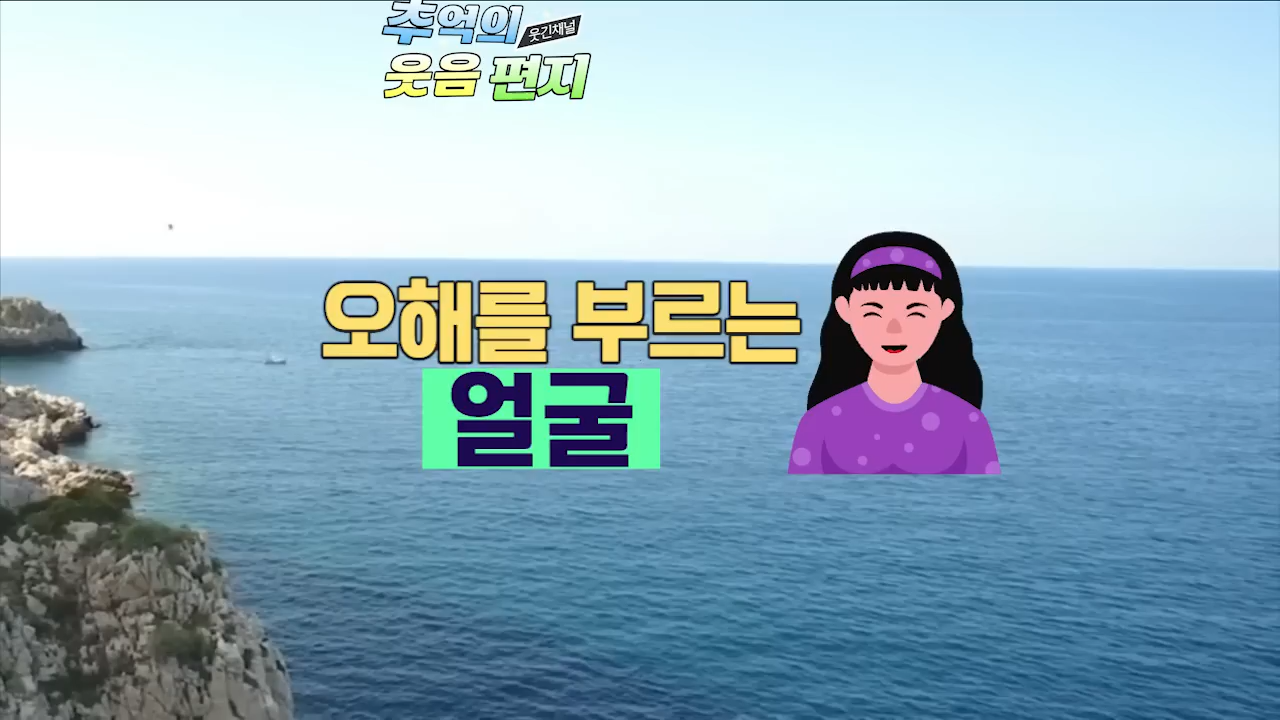 추억의 웃긴채널
웃음 편지
오해를 부르는
얼굴